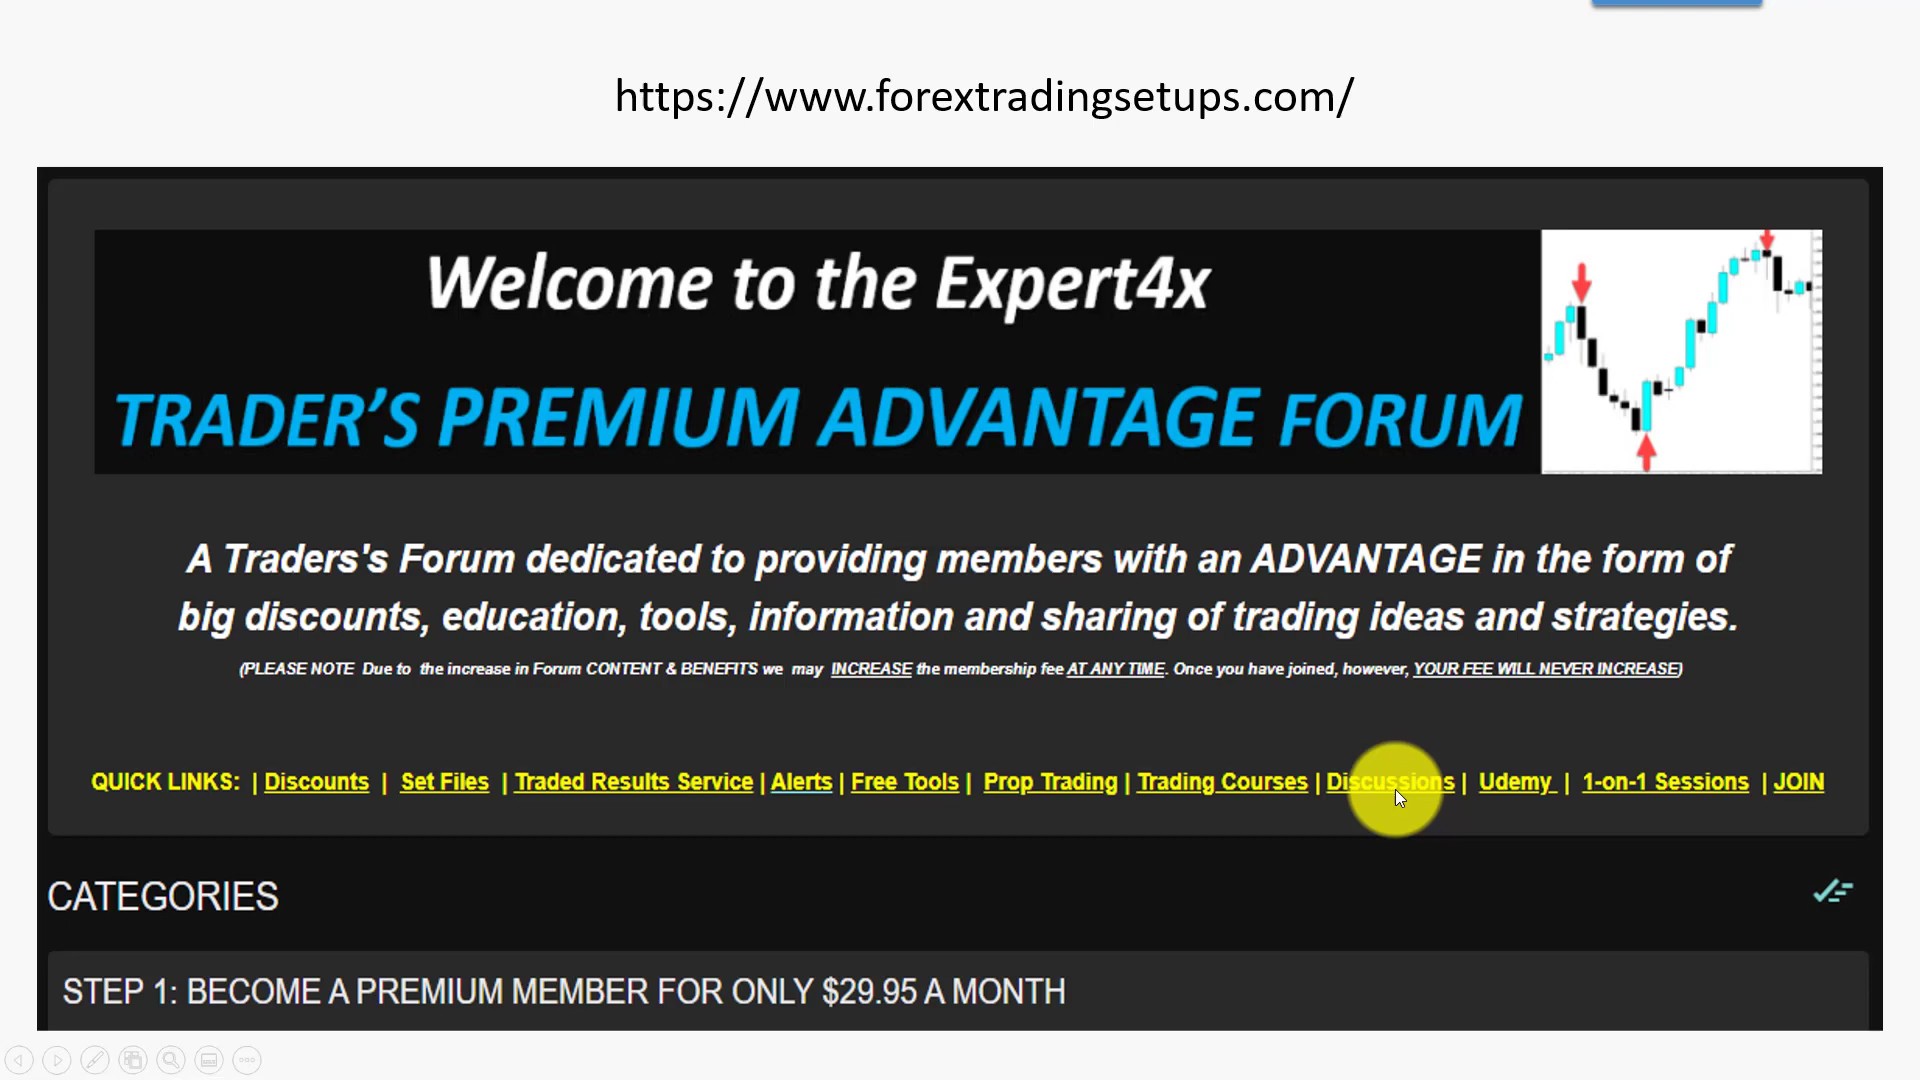 https://www.forextradingsetups.com/
Welcome to the Expert4x
TRADER'S PREMIUM ADVANTAGE FORUM
A Traders's Forum dedicated to providing members with an ADVANTAGE in the form of
big discounts, education, tools, information and sharing of trading ideas and strategies.
(PLEASE NOTE Due to the increase in Forum CONTENT & BENEFITS we may INCREASE the membership fee AT ANY TIME. Once you have joined, however, YOUR FEE WILL NEVER INCREASE)
QUICK LINKS: | Discounts | Set Files | Traded Results Service | Alerts | Free Tools | Prop Trading | Trading Courses | Discussions | Udemy | 1-on-1 Sessions | JOIN
CATEGORIES
STEP 1: BECOME A PREMIUM MEMBER FOR ONLY $29.95 A MONTH